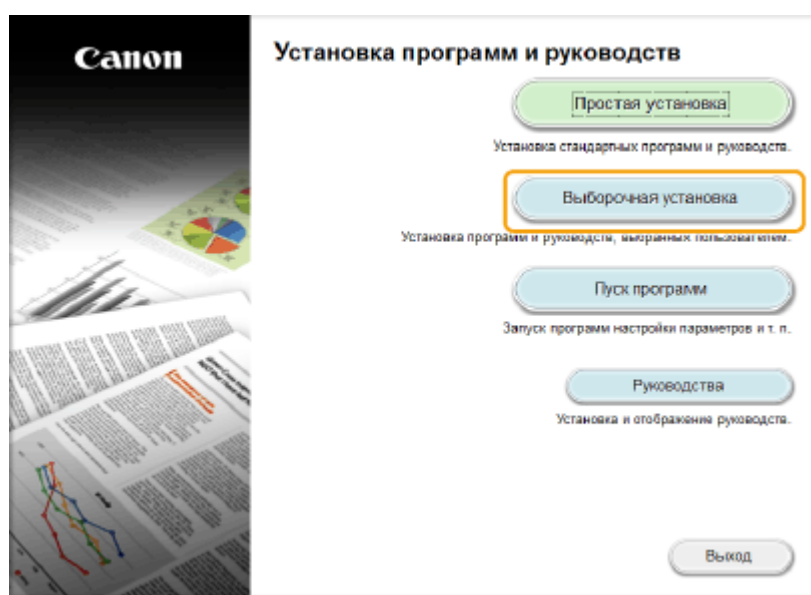 Canon
Установка программ и руководств
Простая установка
Установка стандартных программ и руководств.
Выборочная установка
Установка программ и руководств, выбранных пользователем.
Пуск программ
Запуск программ настройки параметров и т. п.
Руководства
Установка и отображение руководств.
Выход